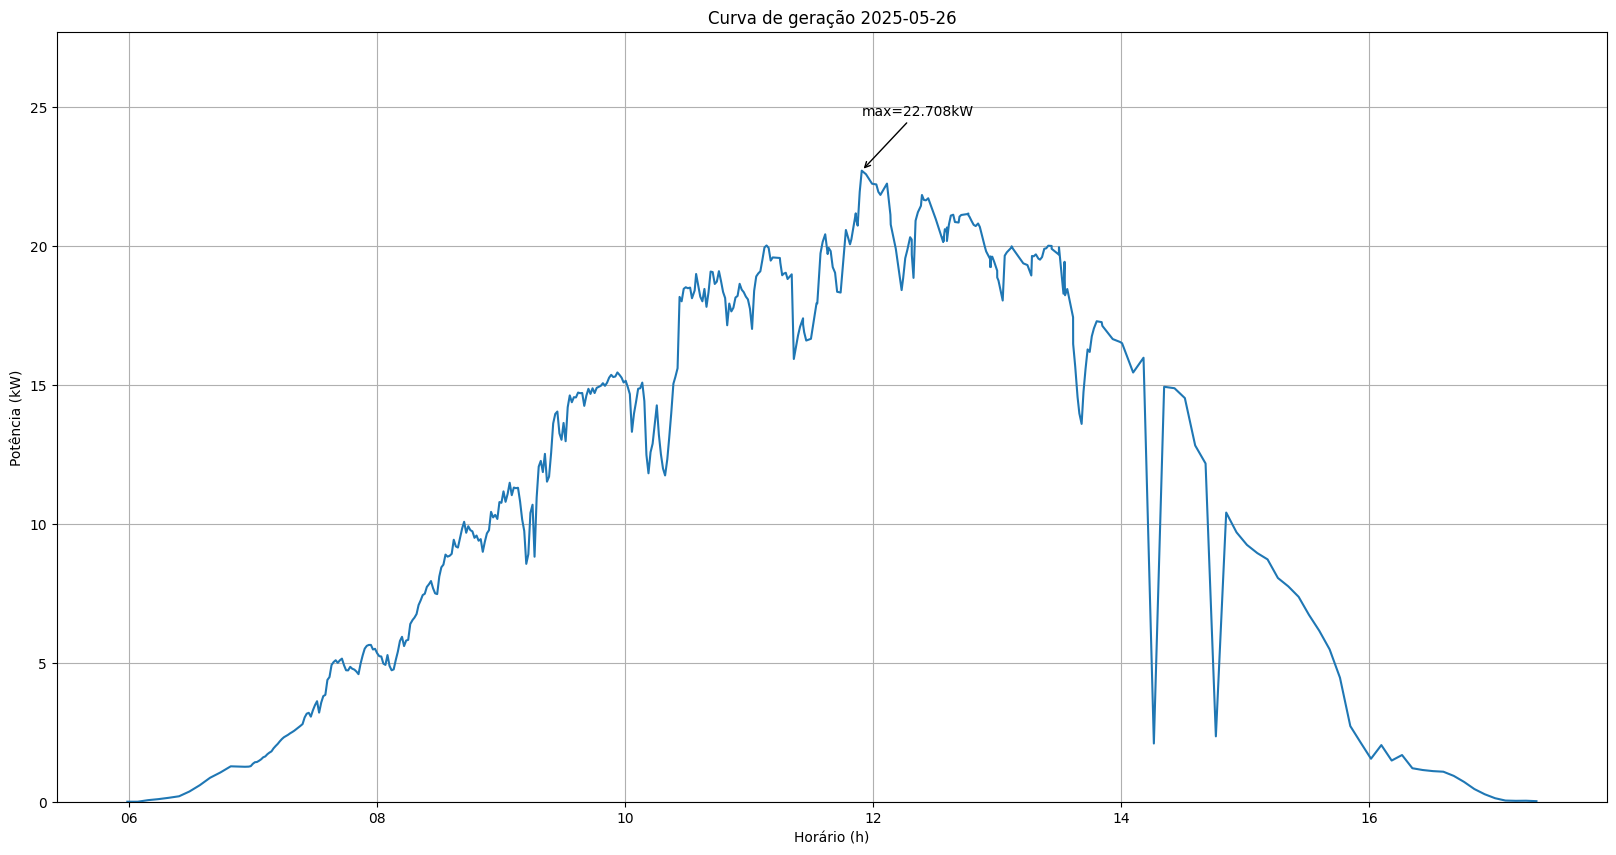 Curva de geração 2025-05-26
max=22.708kW
25
20
15
10
5
0
Potência (kW)
06 08 10 12 14 16
Horário (h)